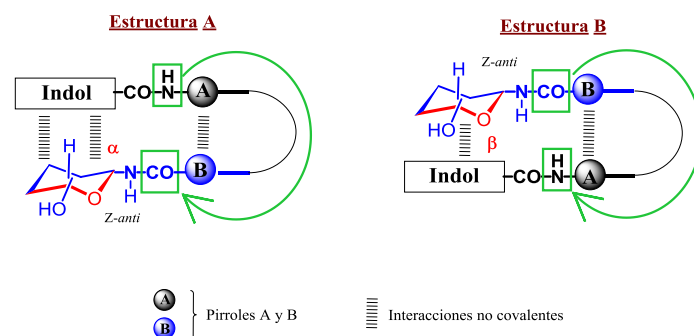 Estructura A
Estructura B
Indol
CO
H
N
A
α
H
HO
O
N
H
CO
B
Z-anti
Z-anti
H
HO
O
N
H
CO
B
β
Indol
CO
H
N
A
A
B
Pirroles A y B
Interacciones no covalentes